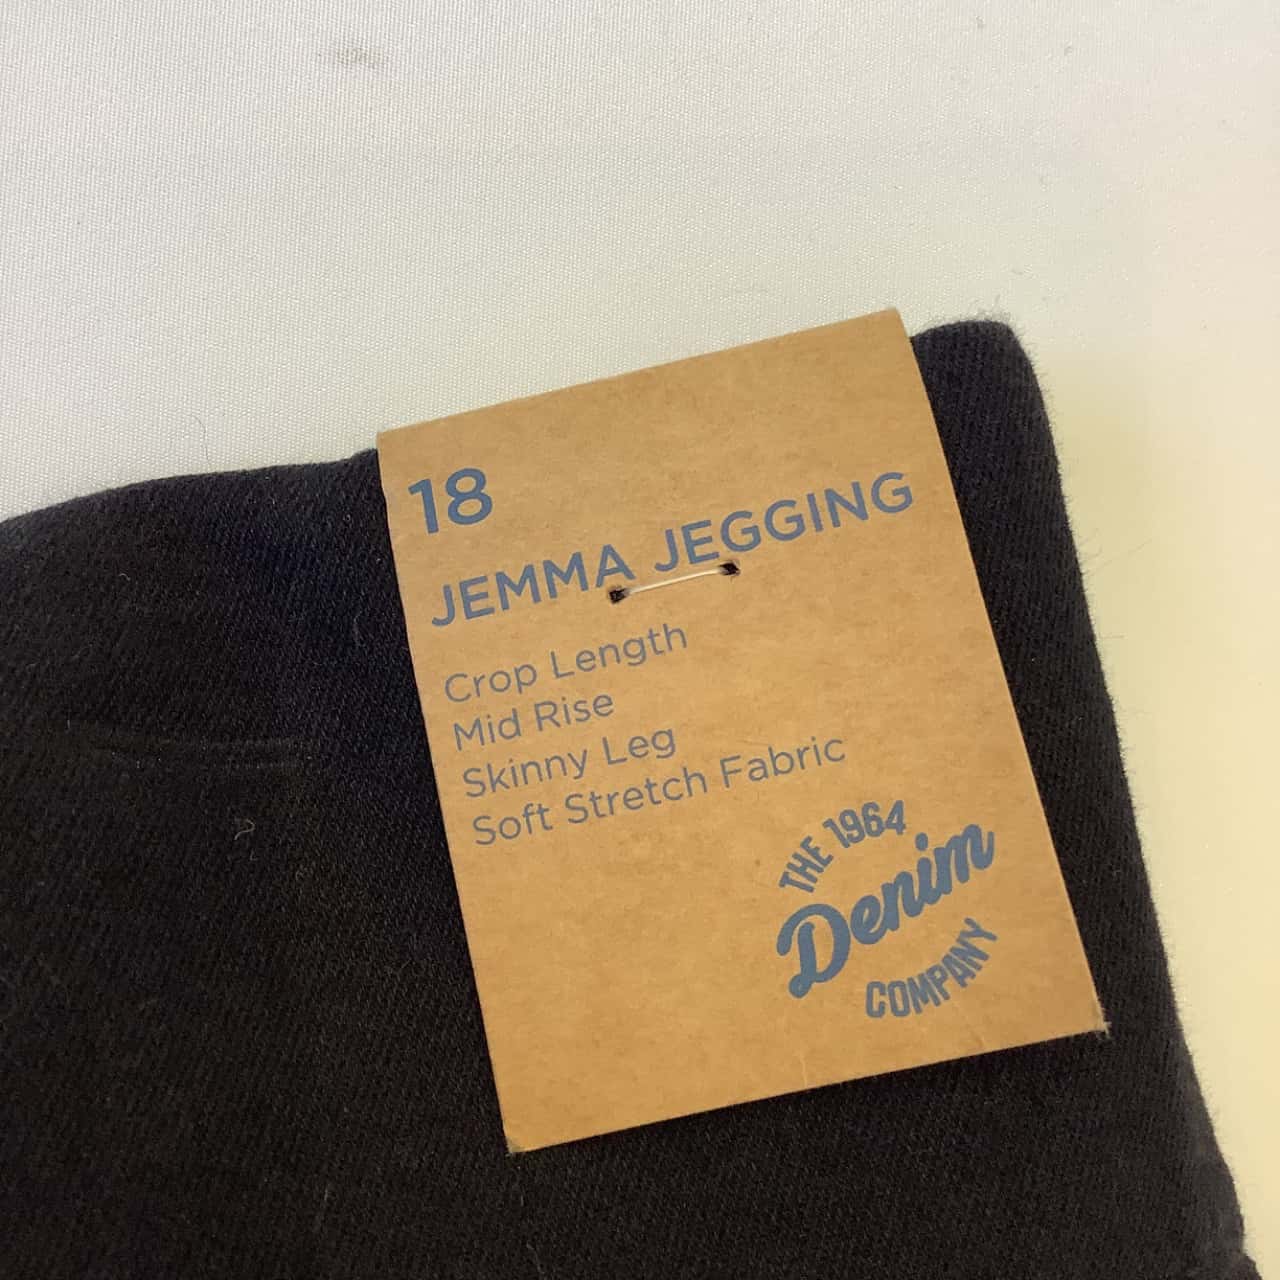 18
JEMMA JEGGING
Crop Length
Mid Rise
Skinny Leg
Soft Stretch Fabric
THE 1964
Denim
COMPANY